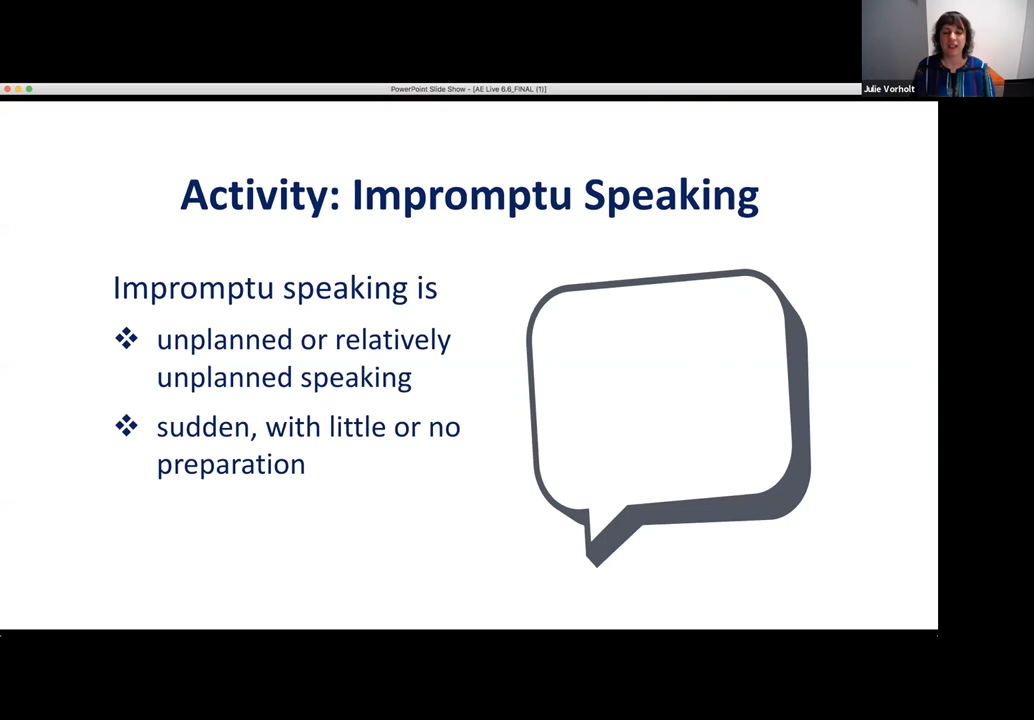 PowerPoint Slide Show - [AE Live 6.6_FINAL (1)]
Julie Vorholt
Activity: Impromptu Speaking
Impromptu speaking is
❖ unplanned or relatively
unplanned speaking
❖ sudden, with little or no
preparation